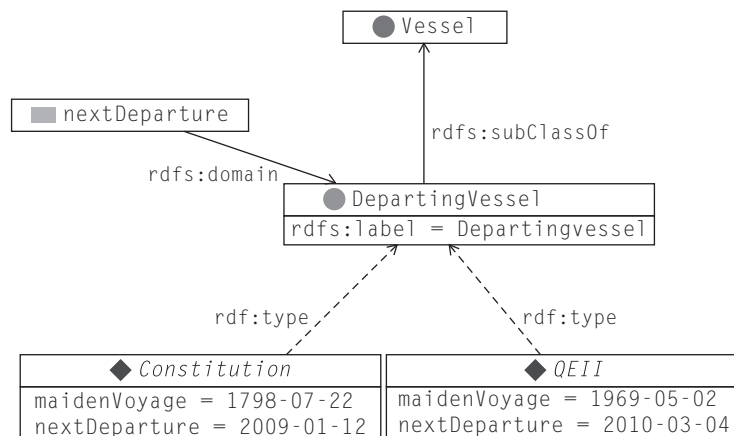 Vessel
nextDeparture
rdfs:subClassOf
rdfs:domain
DepartingVessel
rdfs:label = Departingvessel
rdf:type
rdf:type
Constitution
maidenVoyage = 1798-07-22
nextDeparture = 2009-01-12
QEII
maidenVoyage = 1969-05-02
nextDeparture = 2010-03-04